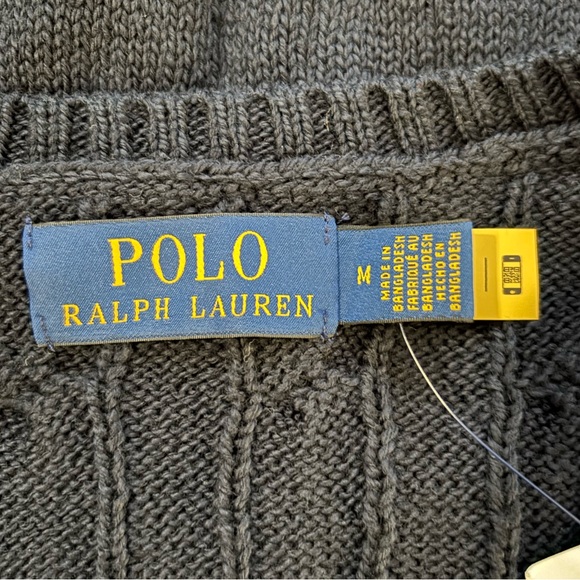 POLO
RALPH LAUREN
M
MADE IN
BANGLADESH
FABRIQUÉ AU
BANGLADESH
HECHO EN
BANGLADESH